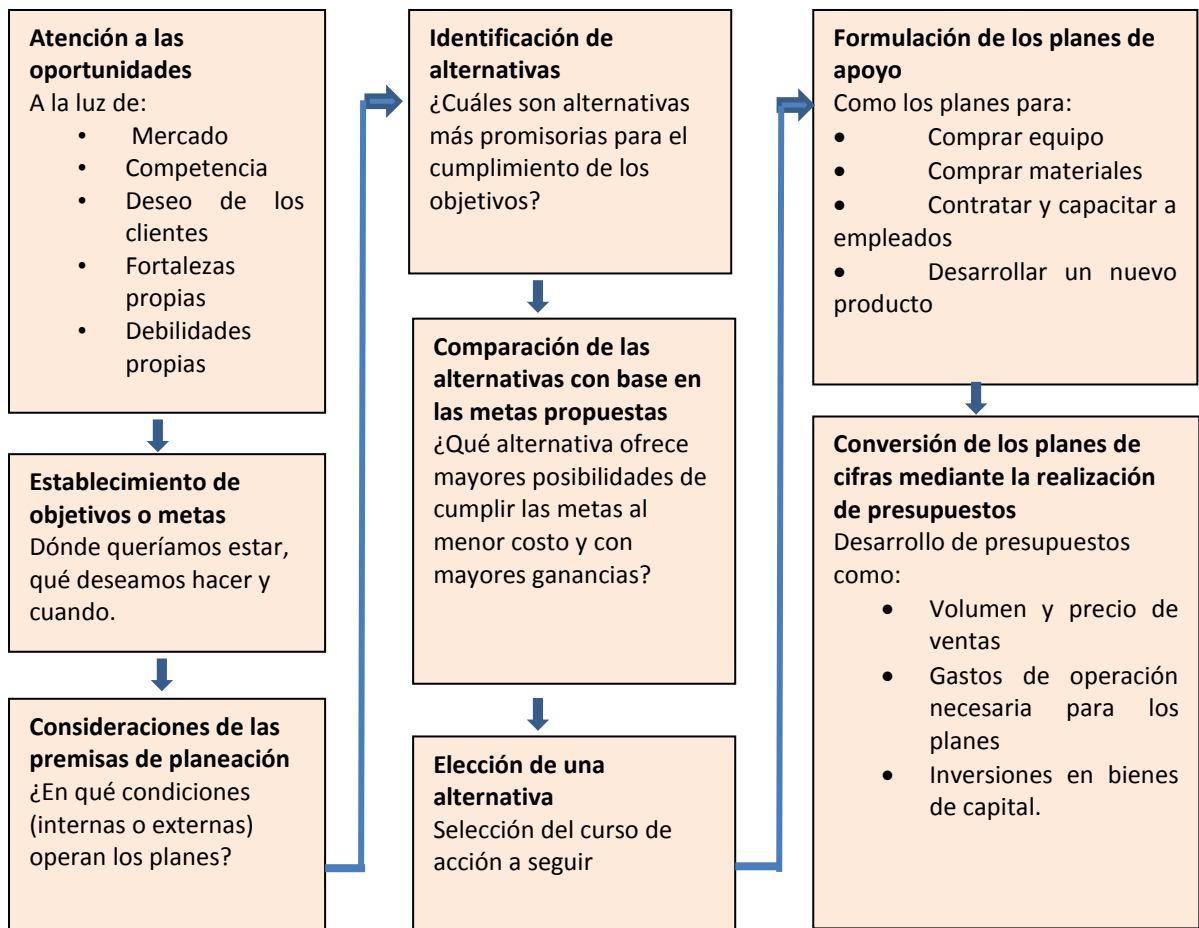 Atención a las
oportunidades
A la luz de:
• Mercado
• Competencia
• Deseo de los
clientes
• Fortalezas
propias
• Debilidades
propias
Establecimiento de
objetivos o metas
Dónde queríamos estar,
qué deseamos hacer y
cuando.
Consideraciones de las
premisas de planeación
¿En qué condiciones
(internas o externas)
operan los planes?
Identificación de
alternativas
¿Cuáles son alternativas
más promisorias para el
cumplimiento de los
objetivos?
Comparación de las
alternativas con base en
las metas propuestas
¿Qué alternativa ofrece
mayores posibilidades de
cumplir las metas al
menor costo y con
mayores ganancias?
Elección de una
alternativa
Selección del curso de
acción a seguir
Formulación de los planes de
apoyo
Como los planes para:
• Comprar equipo
• Comprar materiales
• Contratar y capacitar a
empleados
• Desarrollar un nuevo
producto
Conversión de los planes de
cifras mediante la realización
de presupuestos
Desarrollo de presupuestos
como:
• Volumen y precio de
ventas
• Gastos de operación
necesaria para los
planes
• Inversiones en bienes
de capital.